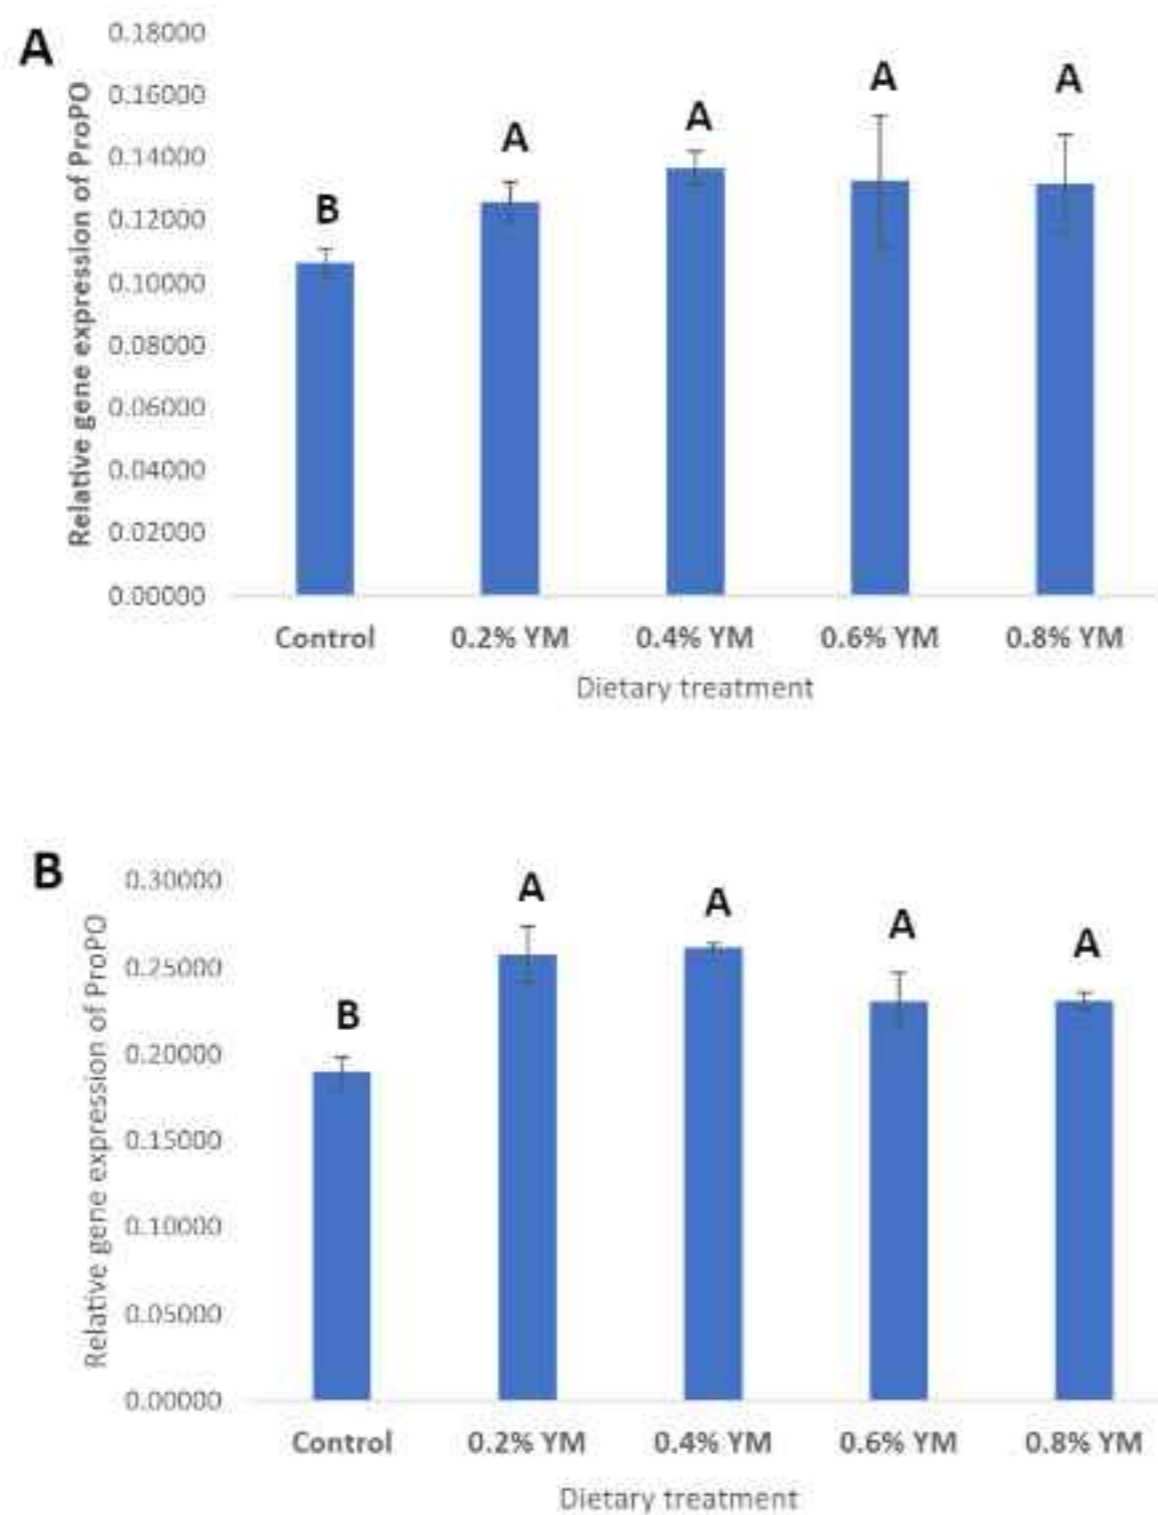 A
Relative gene expression of ProPO
0.18000
0.16000
0.14000
0.12000
0.10000
0.08000
0.06000
0.04000
0.02000
0.00000
B
A
A
A
A
Control
0.2% YM
0.4% YM
0.6% YM
0.8% YM
Dietary treatment
B
Relative gene expression of ProPO
0.30000
0.25000
0.20000
0.15000
0.10000
0.05000
0.00000
B
A
A
A
A
Control
0.2% YM
0.4% YM
0.6% YM
0.8% YM
Dietary treatment